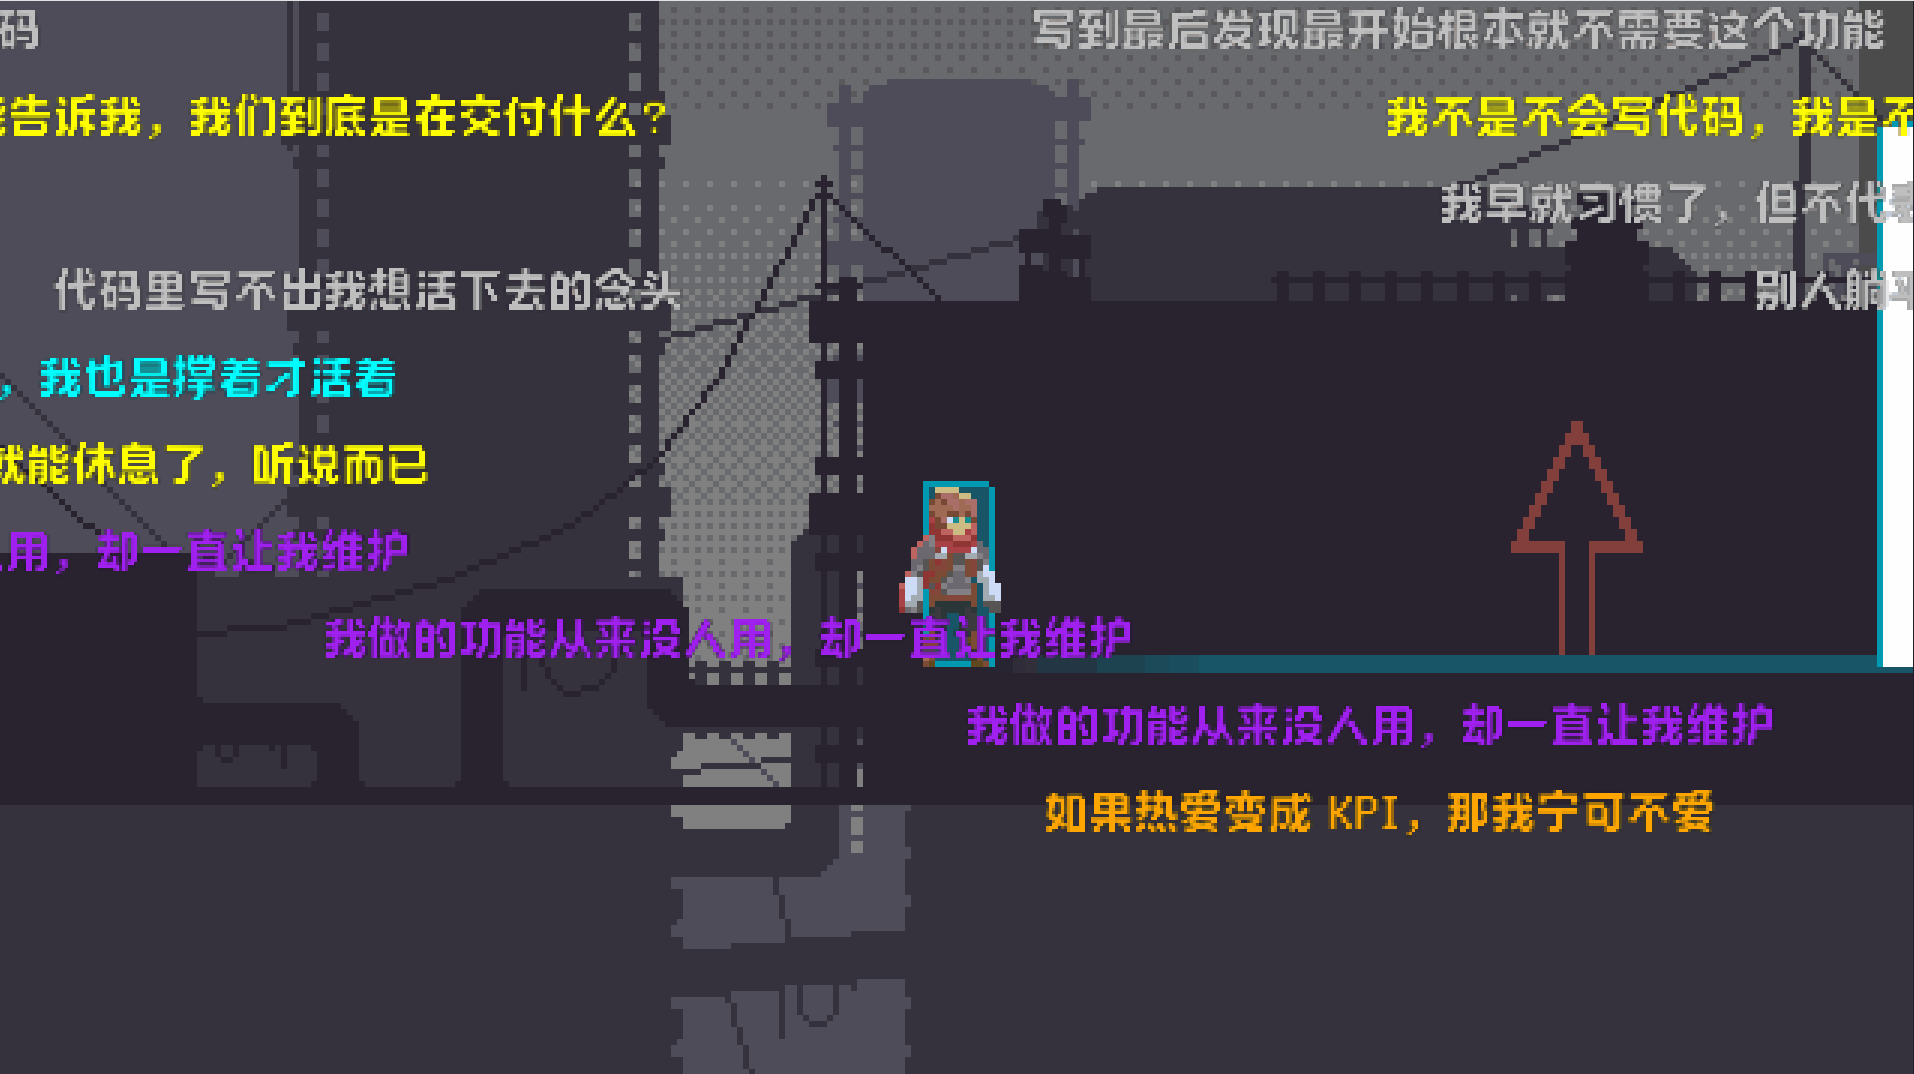 码
写到最后发现最开始根本就不需要这个功能
告诉我，我们到底是在交付什么？
我不是不会写代码，我是不
我早就习惯了，但不代表
代码里写不出我想活下去的念头
别人躺平
，我也是撑着才活着
就能休息了，听说而已
人用，却一直让我维护
我做的功能从来没人用，却一直让我维护
我做的功能从来没人用，却一直让我维护
如果热爱变成 KPI，那我宁可不爱